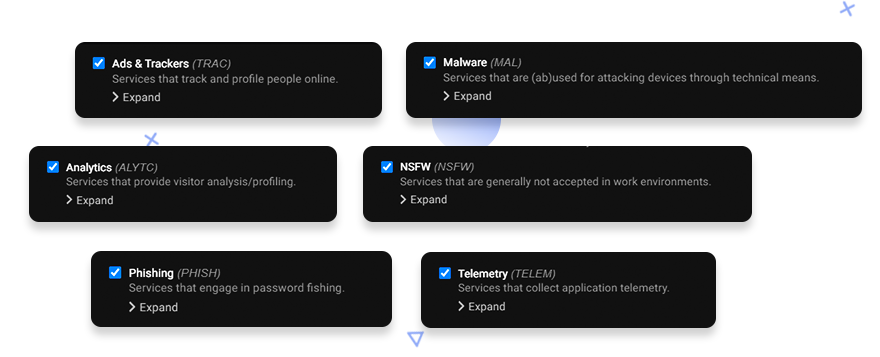 Ads & Trackers (TRAC)
Services that track and profile people online.
Expand
Malware (MAL)
Services that are (ab)used for attacking devices through technical means.
Expand
Analytics (ALYTC)
Services that provide visitor analysis/profiling.
Expand
NSFW (NSFW)
Services that are generally not accepted in work environments.
Expand
Phishing (PHISH)
Services that engage in password fishing.
Expand
Telemetry (TELEM)
Services that collect application telemetry.
Expand